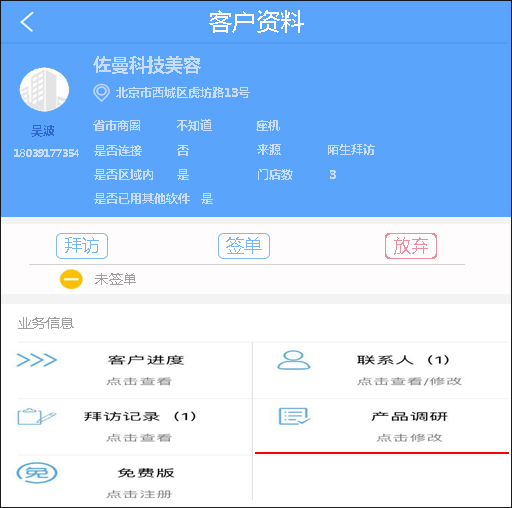 客户资料
佐曼科技美容
北京市西城区虎坊路13号
吴波
18039177354
省市商圈 不知道 座机
是否连接 否 来源 陌生拜访
是否区域内 是 门店数 3
是否已用其他软件 是
拜访 签单 放弃
未签单
业务信息
客户进度 联系人 (1)
点击查看 点击查看/修改
拜访记录 (1) 产品调研
点击查看 点击修改
免 免费版
点击注册